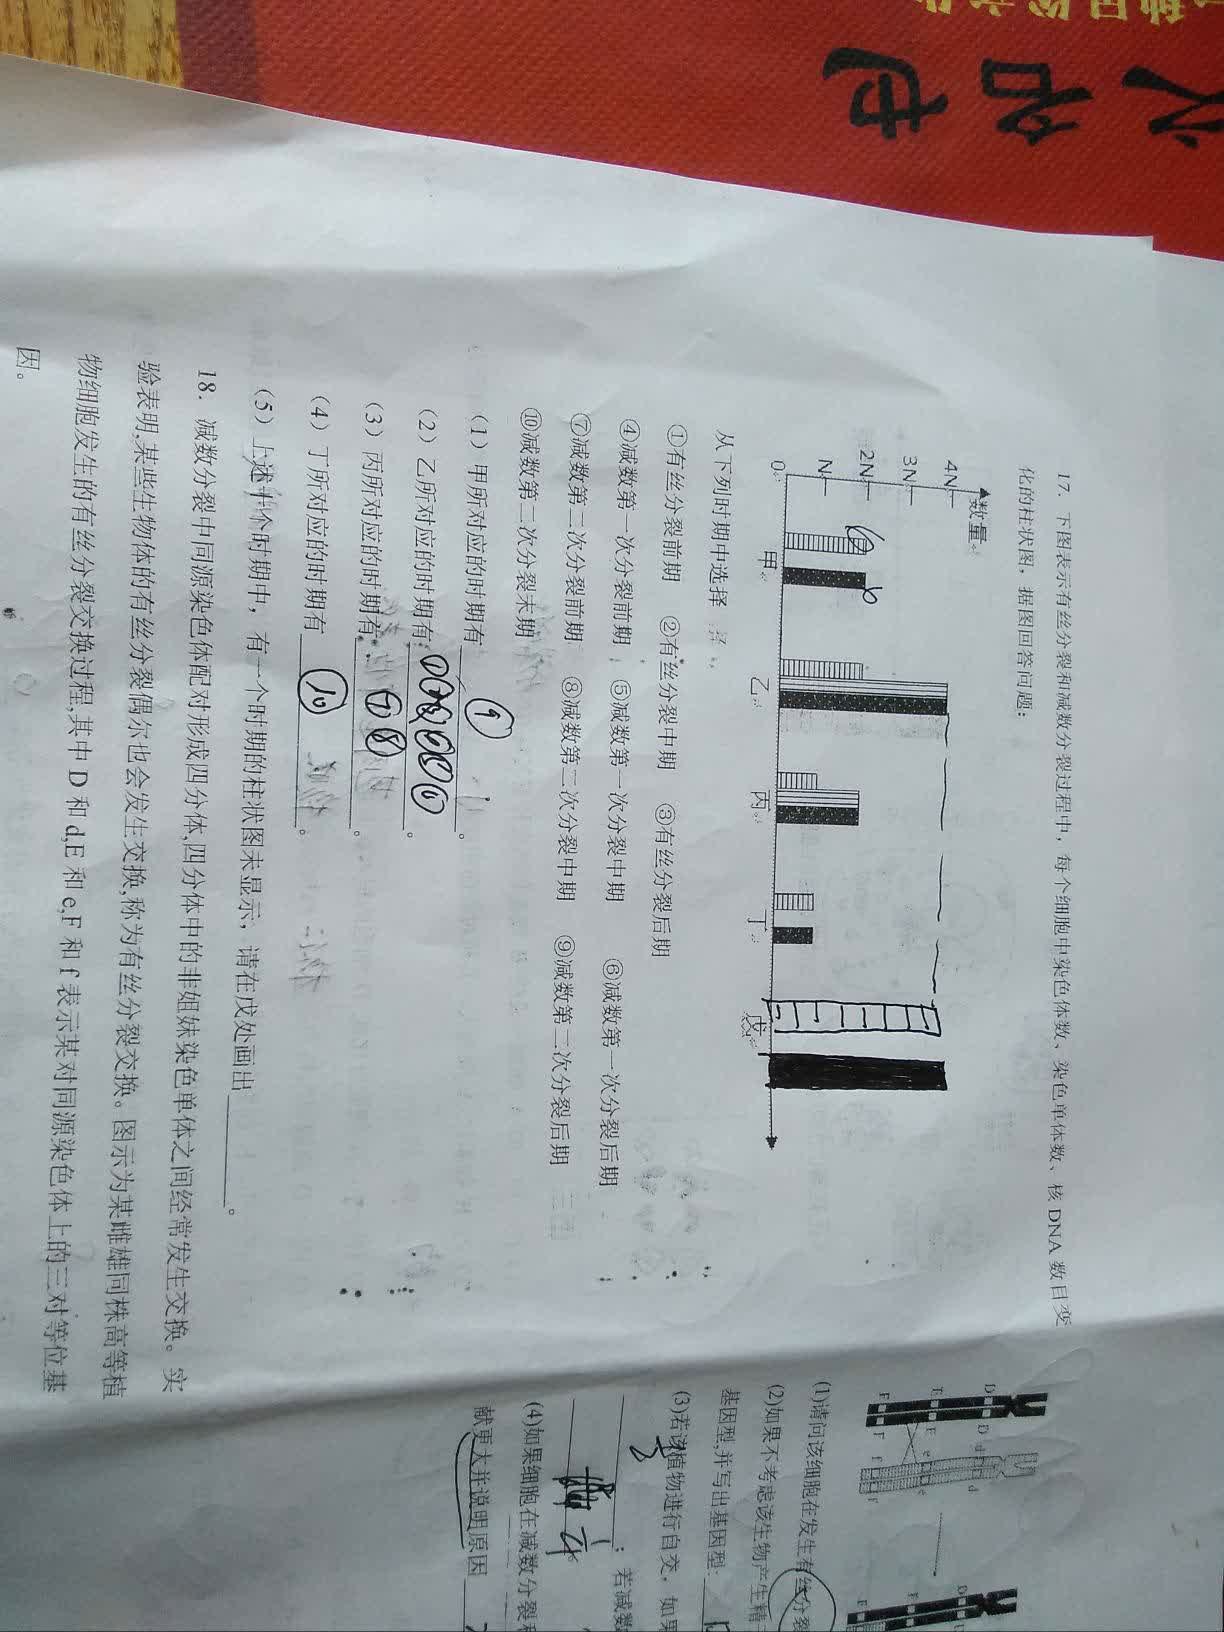 17. 下图表示有丝分裂和减数分裂过程中，每个细胞中染色体数、染色单体数、核DNA数目变
化的柱状图，据图回答问题：
数量
4N
3N
2N
N
0
甲
乙
丙
丁
戊
从下列时期中选择
①有丝分裂前期 ②有丝分裂中期 ③有丝分裂后期
④减数第一次分裂前期 ⑤减数第一次分裂中期 ⑥减数第一次分裂后期
⑦减数第二次分裂前期 ⑧减数第二次分裂中期 ⑨减数第二次分裂后期
⑩减数第二次分裂末期
（1）甲所对应的时期有 ⑨ 。
（2）乙所对应的时期有 。
（3）丙所对应的时期有 ⑦⑧ 。
（4）丁所对应的时期有 ⑩ 。
（5）上述十个时期中，有一个时期的柱状图未显示，请在戊处画出 。
18. 减数分裂中同源染色体配对形成四分体,四分体中的非姐妹染色单体之间经常发生交换。实
验表明,某些生物体的有丝分裂偶尔也会发生交换,称为有丝分裂交换。图示为某雌雄同株高等植
物细胞发生的有丝分裂交换过程,其中D和d,E和e,F和f表示某对同源染色体上的三对等位基
因。
D D d d
E E e e
F F f F
(1)请问该细胞在发生有丝分裂
(2)如果不考虑该生物产生精
基因型,并写出基因型:
(3)若该植物进行自交，如果
；若减数
(4)如果细胞在减数分裂
献更大并说明原因